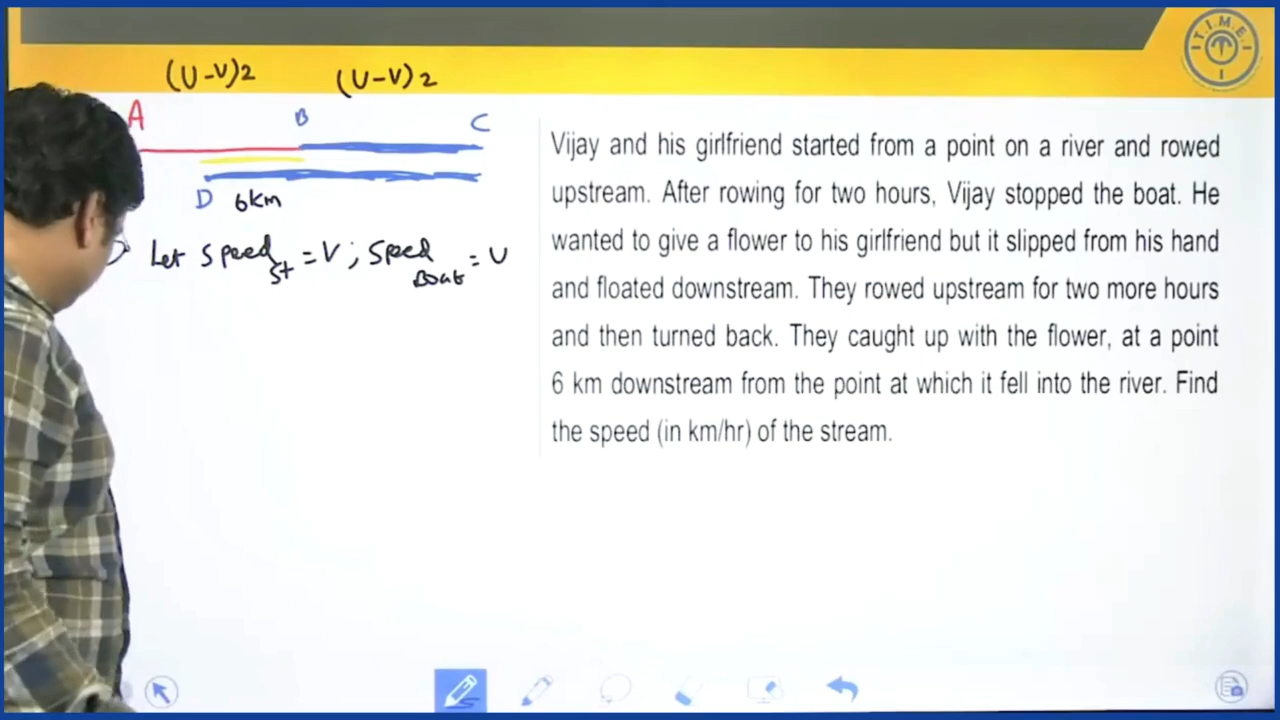 T.I.M.E.
(U-V)2 (U-V)2
A B C
D 6km
Let Speed St = V ; Speed Boat = U
Vijay and his girlfriend started from a point on a river and rowed
upstream. After rowing for two hours, Vijay stopped the boat. He
wanted to give a flower to his girlfriend but it slipped from his hand
and floated downstream. They rowed upstream for two more hours
and then turned back. They caught up with the flower, at a point
6 km downstream from the point at which it fell into the river. Find
the speed (in km/hr) of the stream.